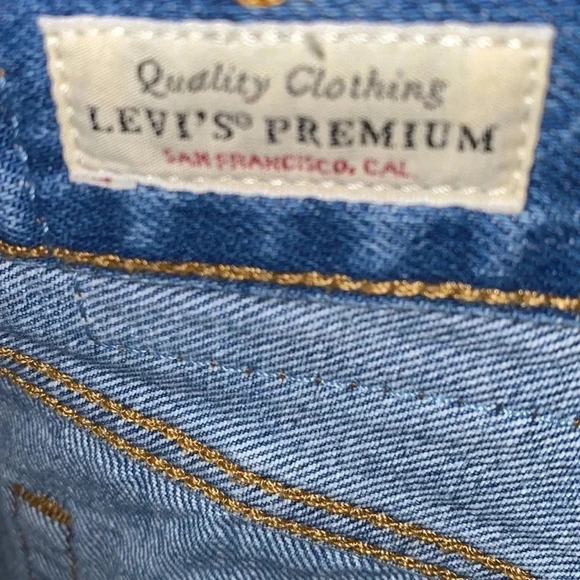 Quality Clothing
LEVI'S® PREMIUM
SAN FRANCISCO, CAL.